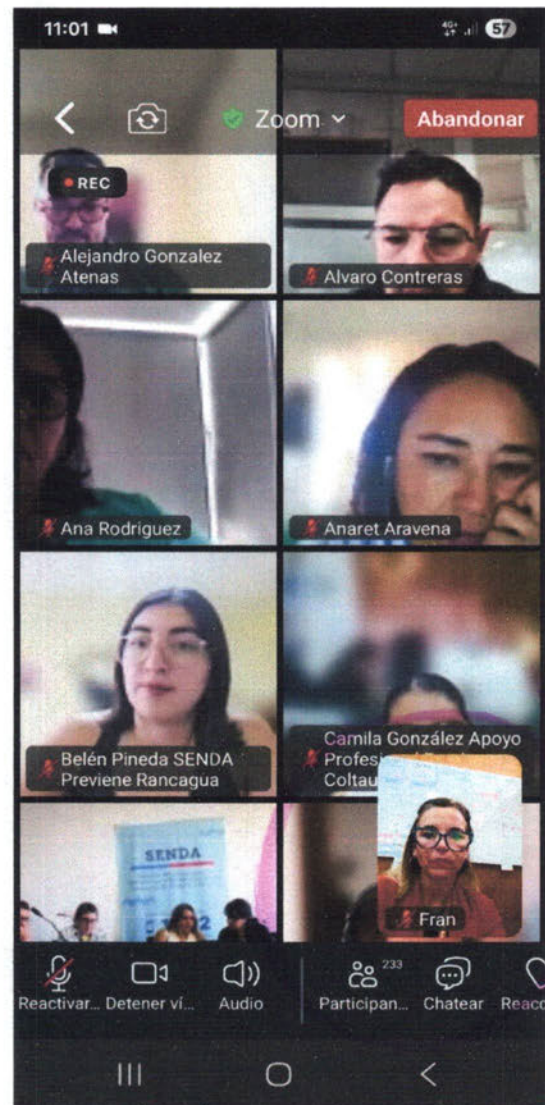 11:01
4G+
57
Zoom
Abandonar
REC
Alejandro Gonzalez
Atenas
Alvaro Contreras
Ana Rodriguez
Anaret Aravena
Belén Pineda SENDA
Previene Rancagua
Camila González Apoyo
Coltau
SENDA
Fran
233
Reactivar...
Detener ví...
Audio
Participan...
Chatear